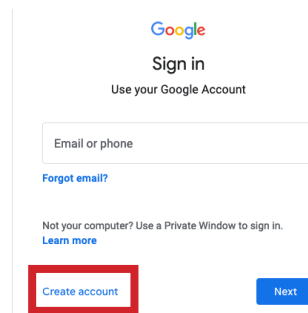 Google
Sign in
Use your Google Account
Email or phone
Forgot email?
Not your computer? Use a Private Window to sign in.
Learn more
Create account
Next